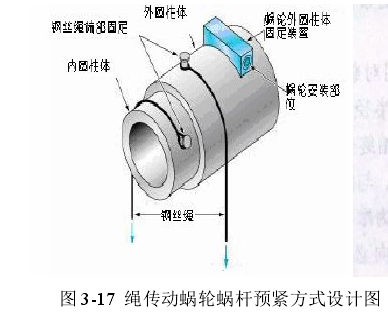 外圆柱体
蜗轮外圆柱体
固定装置
钢丝绳端部固定
内圆柱体
蜗轮安装部
位
钢丝绳
图3-17 绳传动蜗轮蜗杆预紧方式设计图